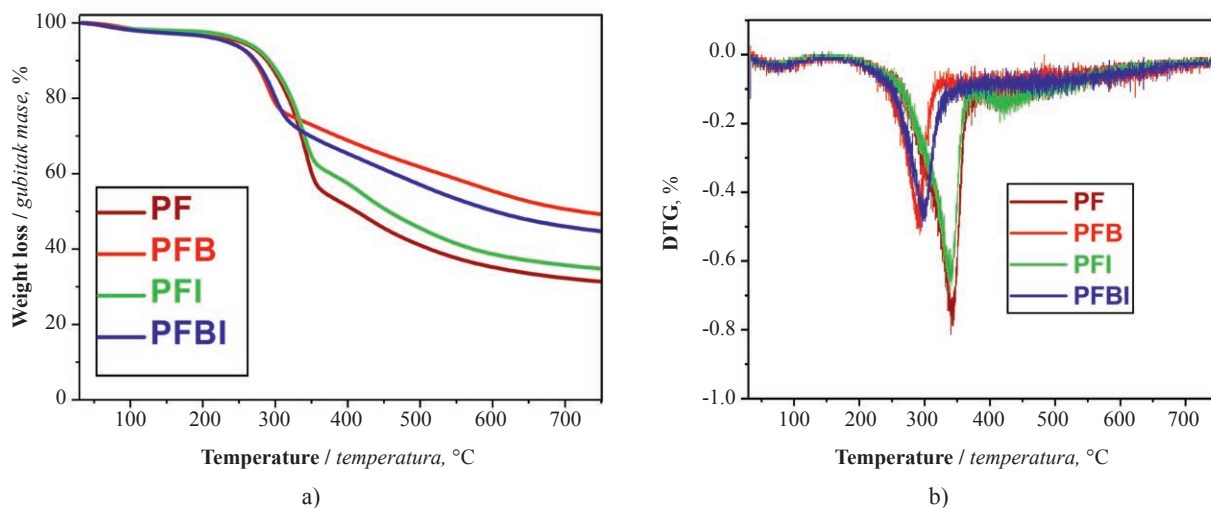 Weight loss / gubitak mase, %
100
80
60
40
20
0
PF
PFB
PFI
PFBI
100 200 300 400 500 600 700
Temperature / temperatura, °C
a)
DTG, %
0.0
-0.2
-0.4
-0.6
-0.8
-1.0
PF
PFB
PFI
PFBI
100 200 300 400 500 600 700
Temperature / temperatura, °C
b)